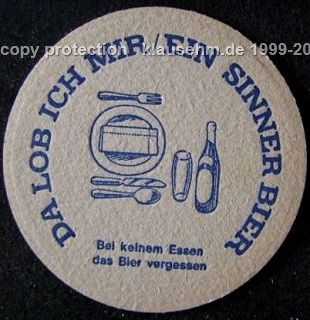 copy protection klausehm.de 1999-20
DA LOB ICH MIR/EIN SINNER BIER
Bei keinem Essen
das Bier vergessen